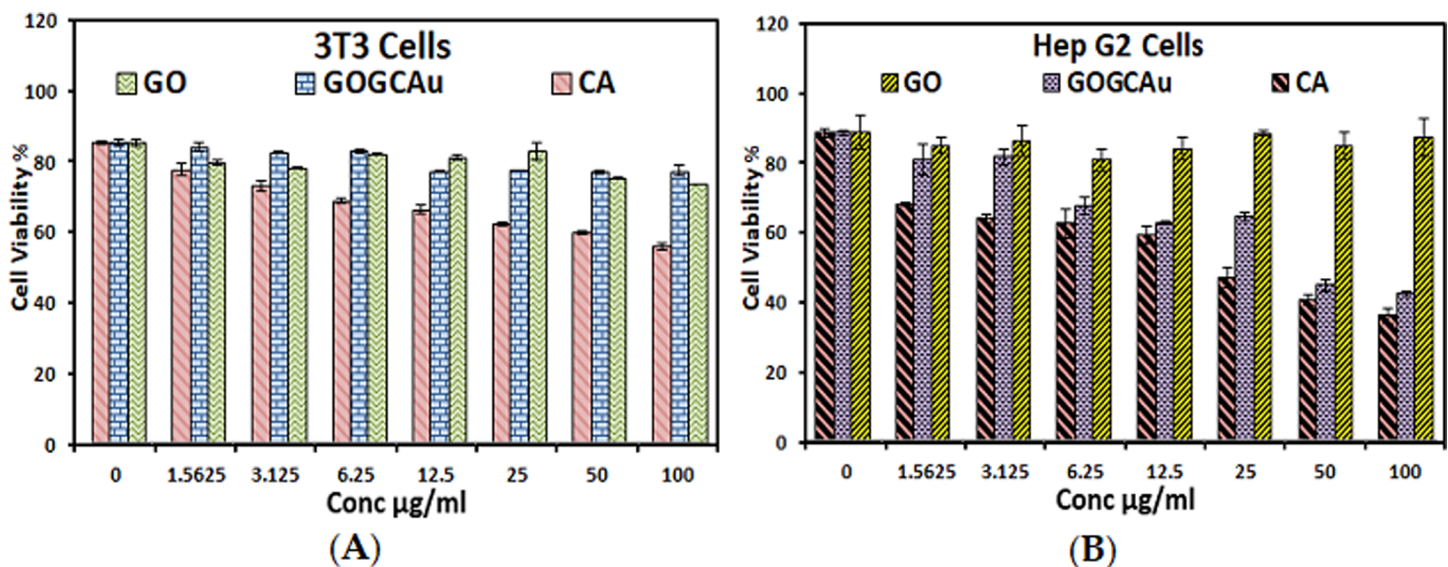 3T3 Cells
GO GOGCAu CA
Cell Viability %
120
100
80
60
40
20
0
0 1.5625 3.125 6.25 12.5 25 50 100
Conc µg/ml
(A)
Hep G2 Cells
GO GOGCAu CA
Cell Viability %
120
100
80
60
40
20
0
0 1.5625 3.125 6.25 12.5 25 50 100
Conc µg/ml
(B)